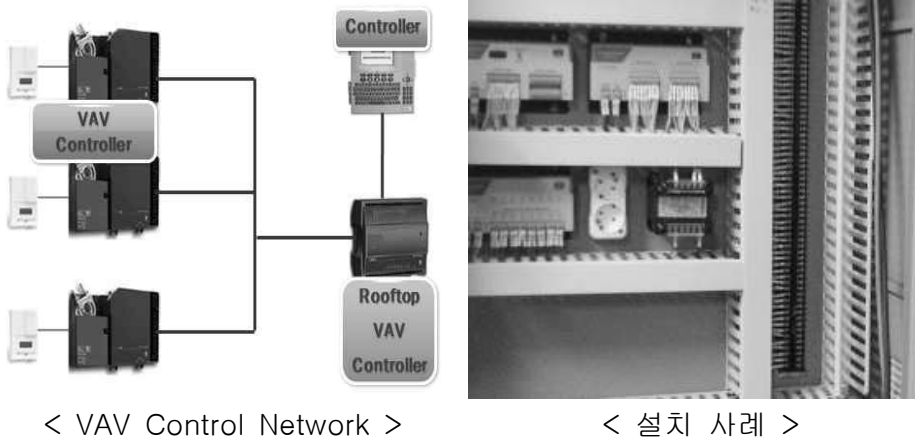 Controller
VAV
Controller
Rooftop
VAV
Controller
< VAV Control Network >
< 설치 사례 >